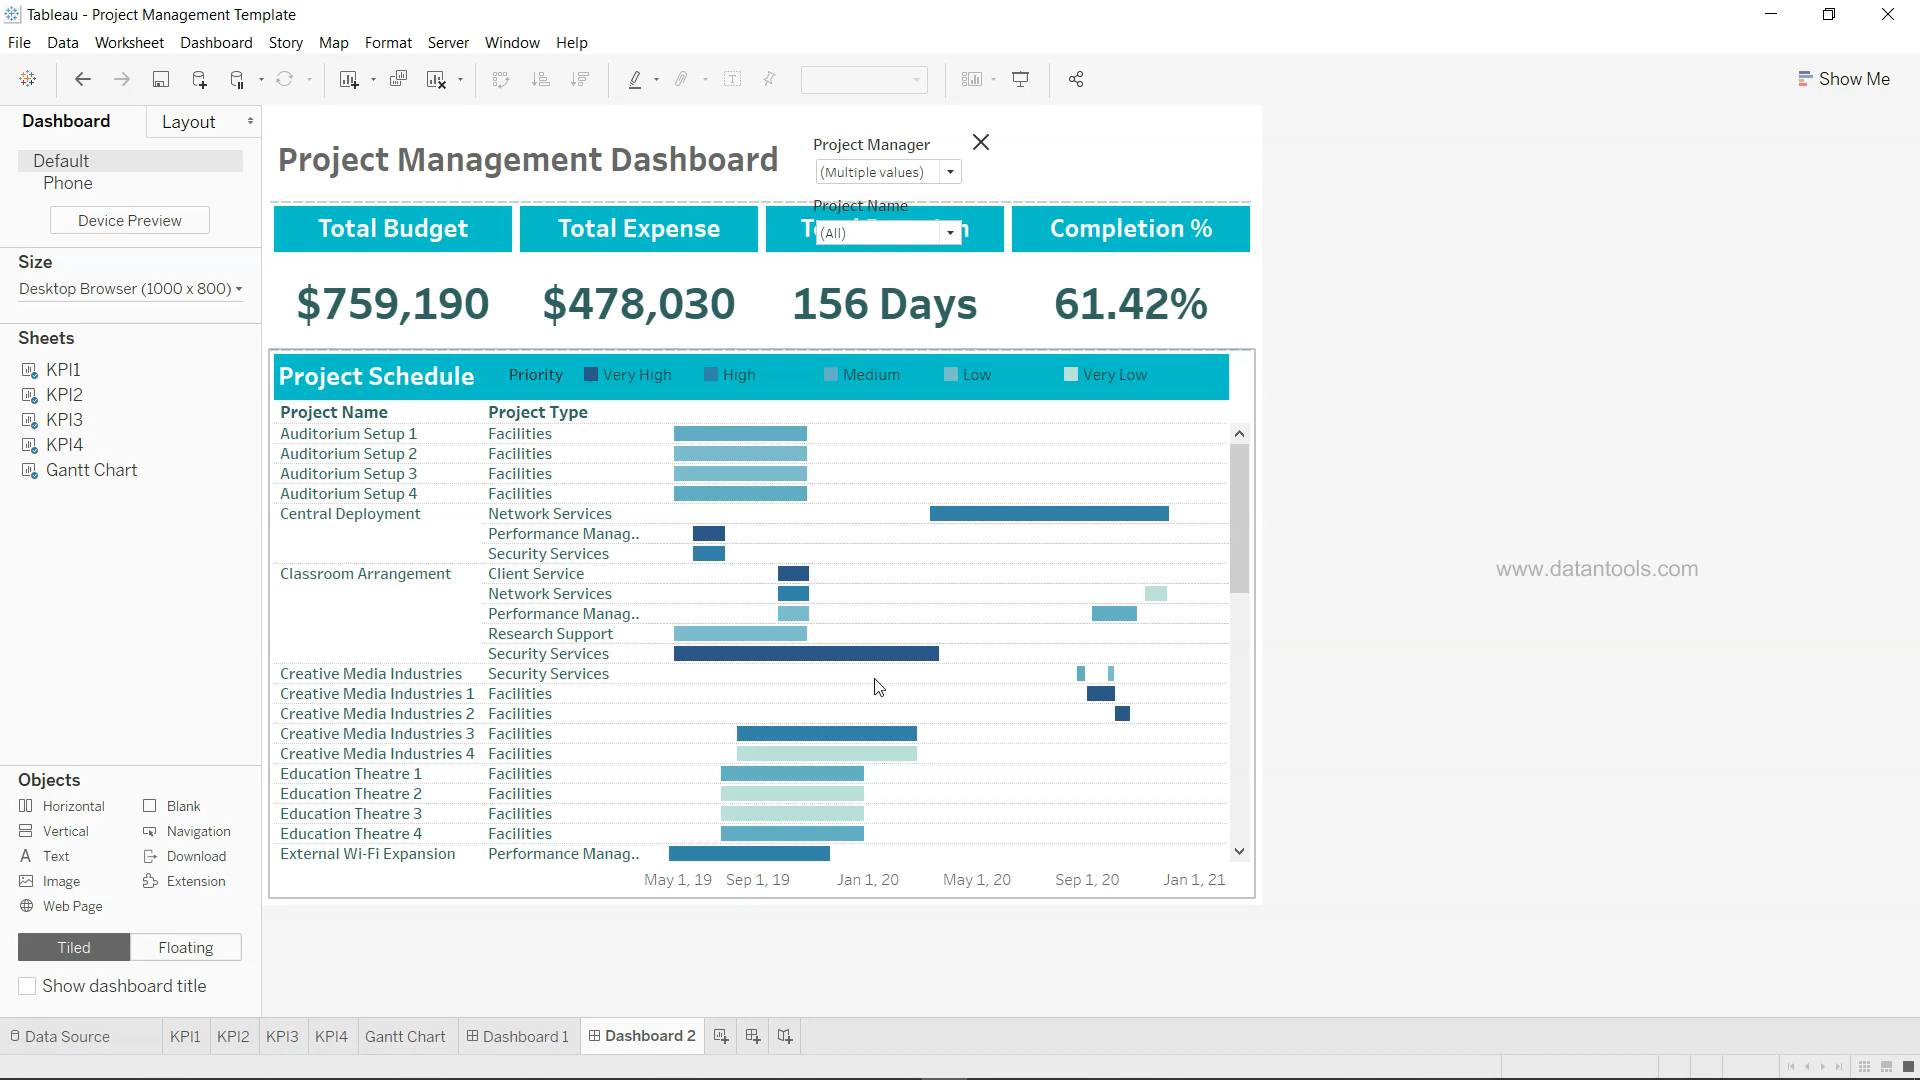 Tableau - Project Management Template
File Data Worksheet Dashboard Story Map Format Server Window Help
Show Me
Dashboard Layout
Default
Phone
Device Preview
Size
Desktop Browser (1000 x 800)
Sheets
KPI1
KPI2
KPI3
KPI4
Gantt Chart
Objects
Horizontal Blank
Vertical Navigation
Text Download
Image Extension
Web Page
Tiled Floating
Show dashboard title
Project Management Dashboard
Project Manager
(Multiple values)
Project Name
(All)
Total Budget Total Expense Completion %
$759,190 $478,030 156 Days 61.42%
Project Schedule Priority Very High High Medium Low Very Low
Project Name Project Type
Auditorium Setup 1 Facilities
Auditorium Setup 2 Facilities
Auditorium Setup 3 Facilities
Auditorium Setup 4 Facilities
Central Deployment Network Services
Performance Manag..
Security Services
Classroom Arrangement Client Service
Network Services
Performance Manag..
Research Support
Security Services
Creative Media Industries Security Services
Creative Media Industries 1 Facilities
Creative Media Industries 2 Facilities
Creative Media Industries 3 Facilities
Creative Media Industries 4 Facilities
Education Theatre 1 Facilities
Education Theatre 2 Facilities
Education Theatre 3 Facilities
Education Theatre 4 Facilities
External Wi-Fi Expansion Performance Manag..
May 1, 19 Sep 1, 19 Jan 1, 20 May 1, 20 Sep 1, 20 Jan 1, 21
www.datantools.com
Data Source KPI1 KPI2 KPI3 KPI4 Gantt Chart Dashboard 1 Dashboard 2